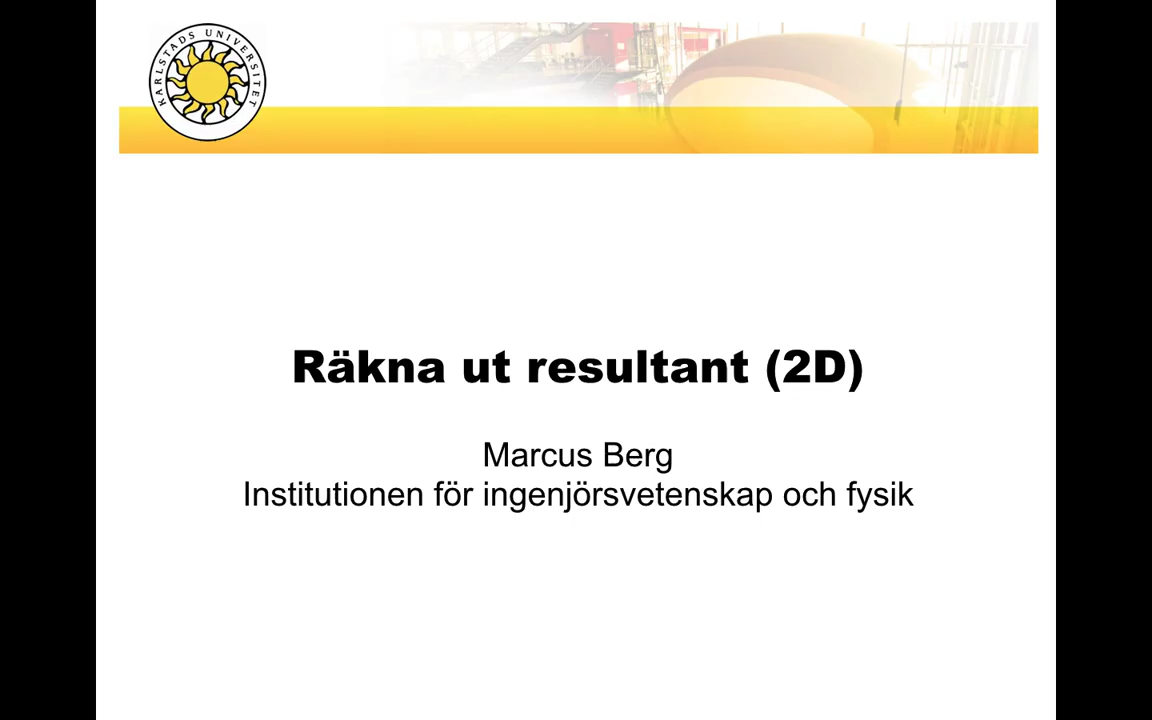 KARLSTADS UNIVERSITET
Räkna ut resultant (2D)
Marcus Berg
Institutionen för ingenjörsvetenskap och fysik